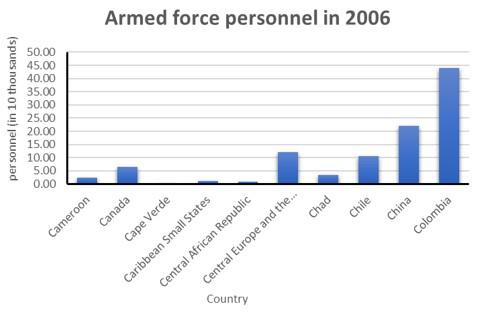 Armed force personnel in 2006
personnel (in 10 thousands)
50.00
45.00
40.00
35.00
30.00
25.00
20.00
15.00
10.00
5.00
0.00
Cameroon
Canada
Cape Verde
Caribbean Small States
Central African Republic
Central Europe and the...
Chad
Chile
China
Colombia
Country